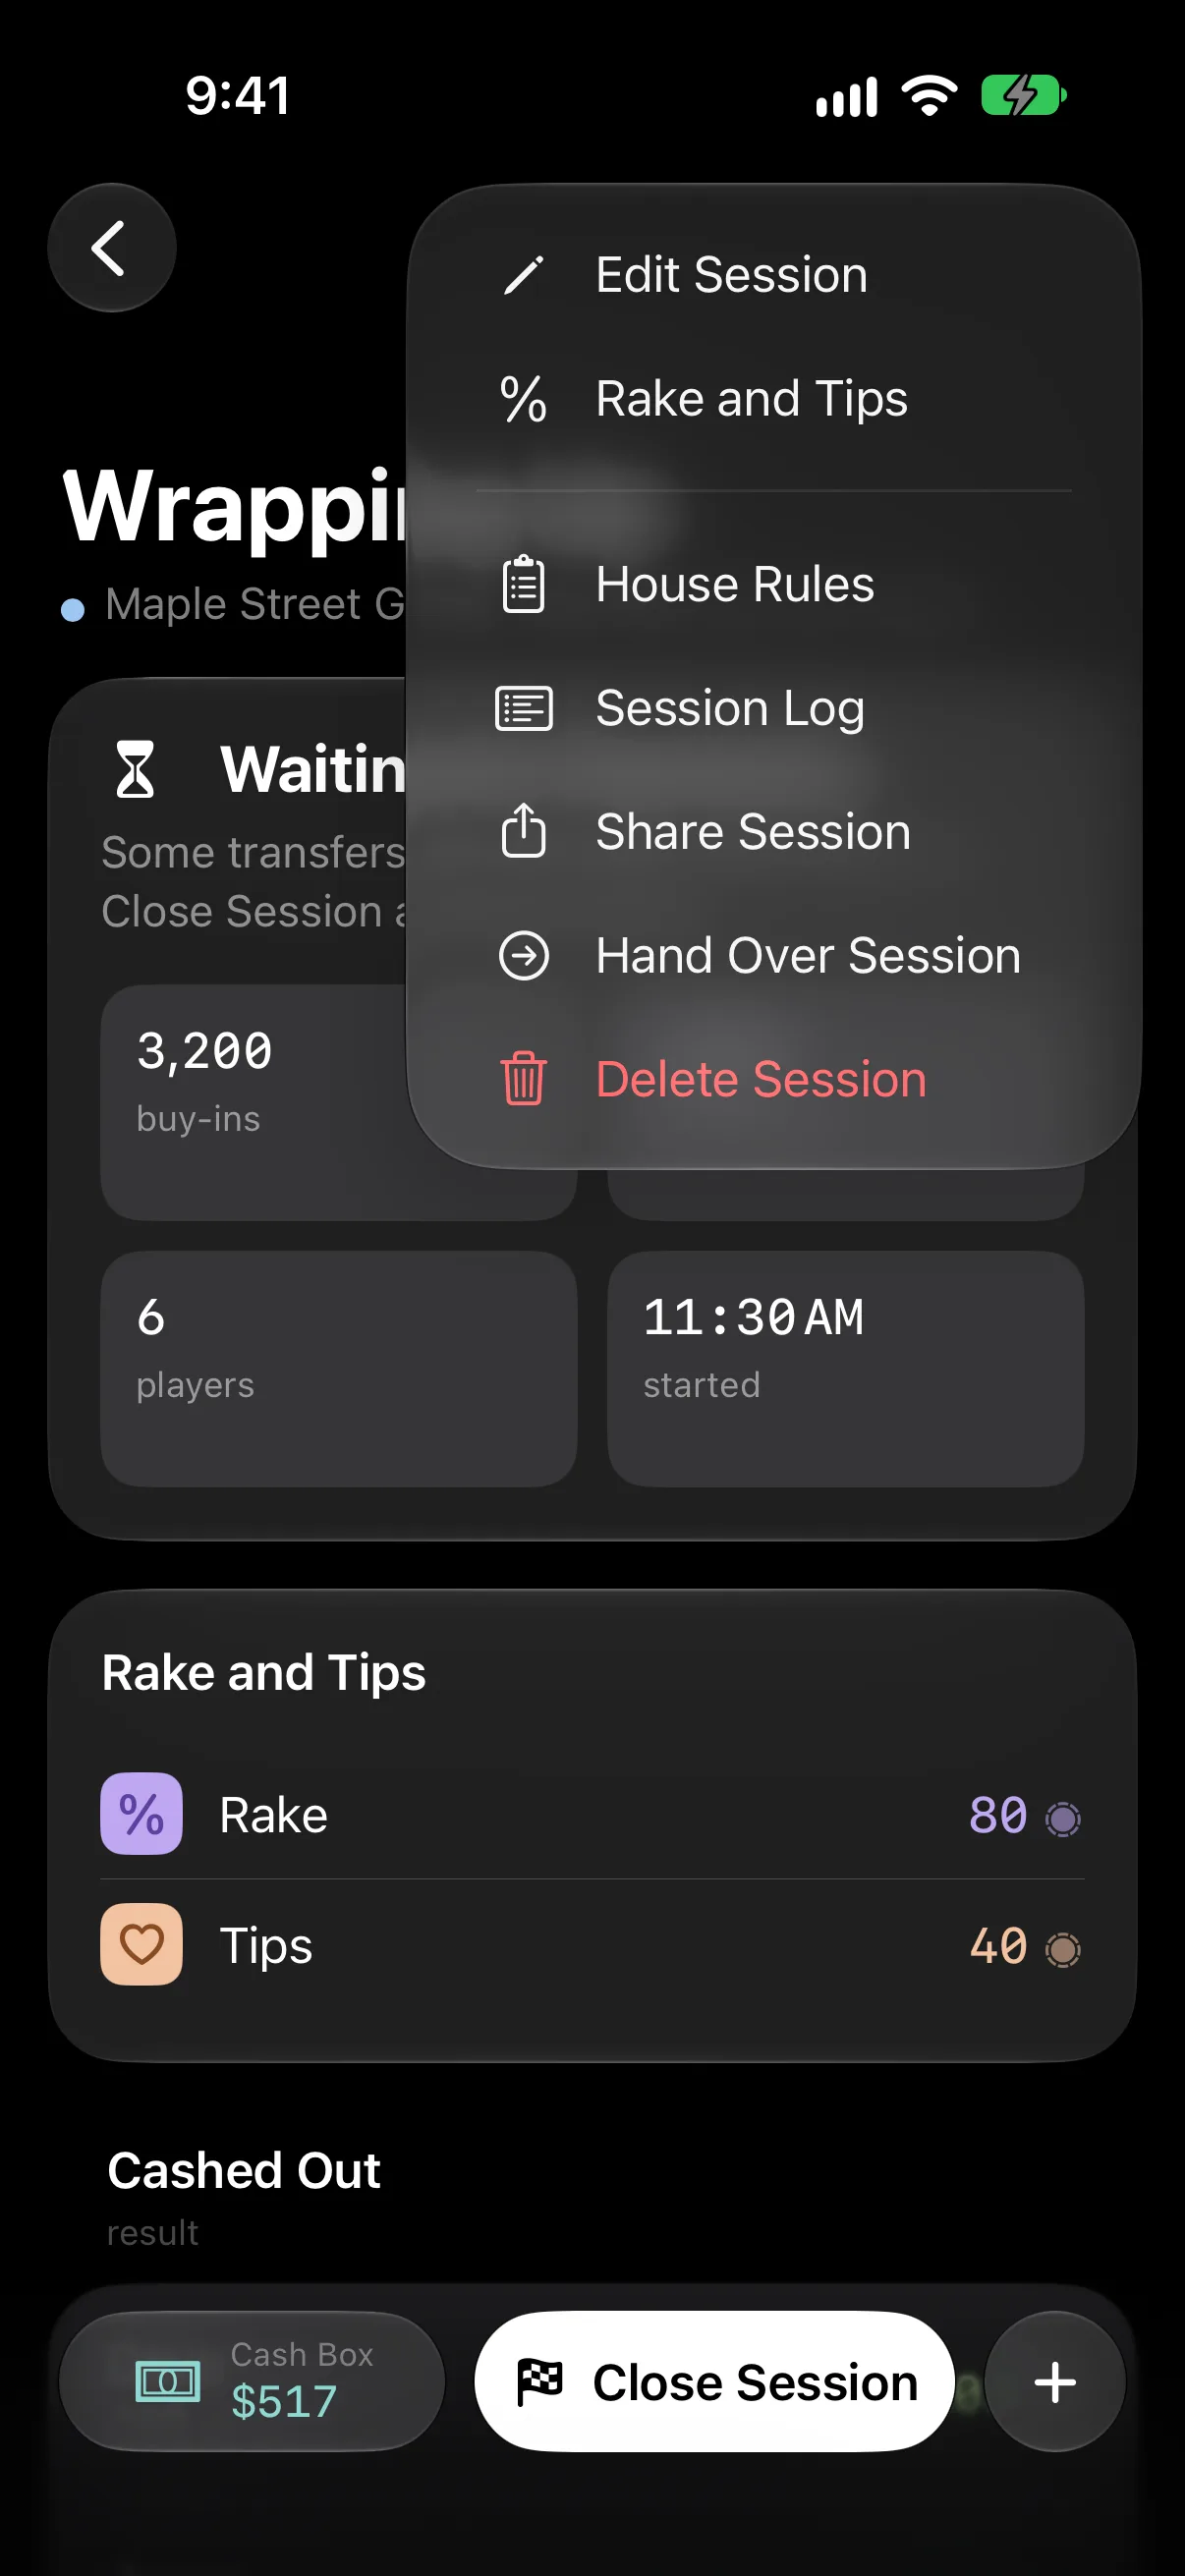 9:41
Edit Session
% Rake and Tips
House Rules
Session Log
Share Session
Hand Over Session
Delete Session
Maple Street
Some transfers
Close Session
3,200
buy-ins
6
players
11:30 AM
started
Rake and Tips
% Rake 80
Tips 40
Cashed Out
result
Cash Box
$517
Close Session